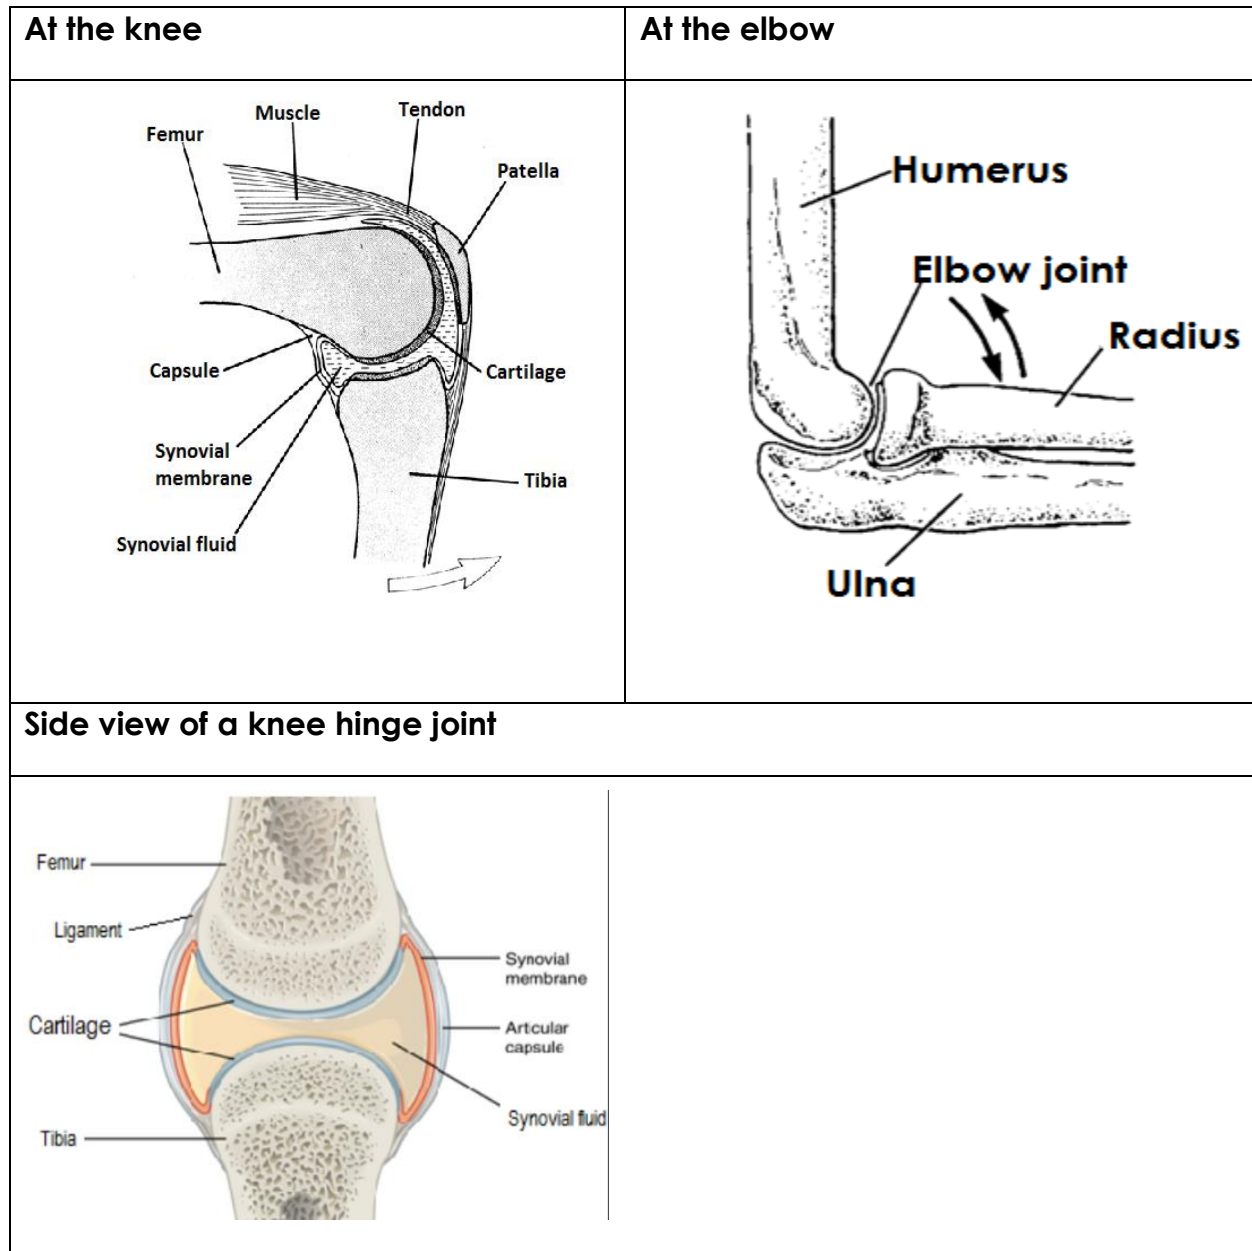 At the knee
At the elbow
Muscle
Tendon
Femur
Patella
Capsule
Cartilage
Synovial
membrane
Tibia
Synovial fluid
Humerus
Elbow joint
Radius
Ulna
Side view of a knee hinge joint
Femur
Ligament
Synovial
membrane
Cartilage
Artcular
capsule
Synovial fluid
Tibia